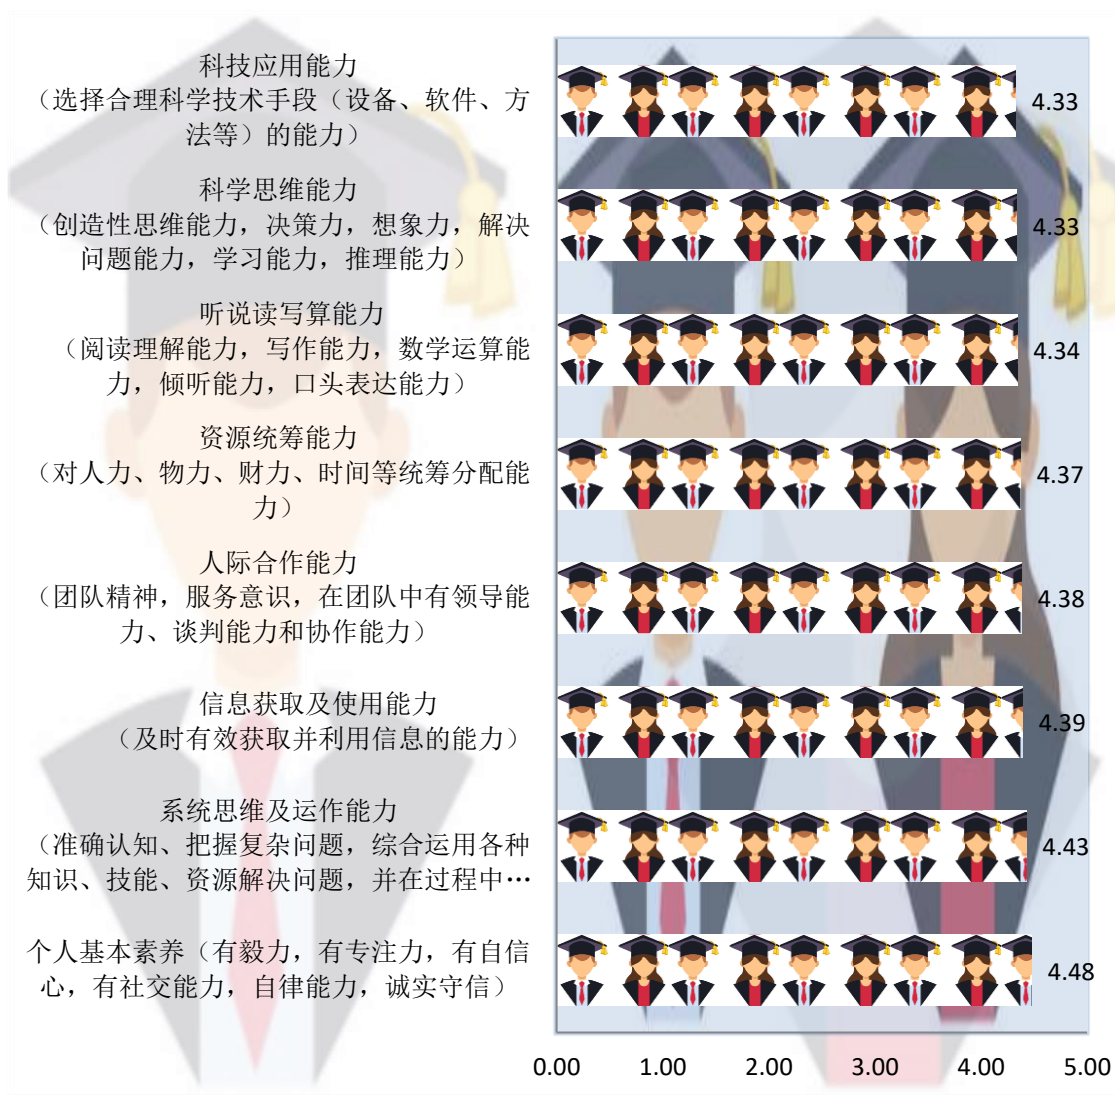 科技应用能力
（选择合理科学技术手段（设备、软件、方
法等）的能力）
4.33
科学思维能力
（创造性思维能力，决策力，想象力，解决
问题能力，学习能力，推理能力）
4.33
听说读写算能力
（阅读理解能力，写作能力，数学运算能
力，倾听能力，口头表达能力）
4.34
资源统筹能力
（对人力、物力、财力、时间等统筹分配能
力）
4.37
人际合作能力
（团队精神，服务意识，在团队中有领导能
力、谈判能力和协作能力）
4.38
信息获取及使用能力
（及时有效获取并利用信息的能力）
4.39
系统思维及运作能力
（准确认知、把握复杂问题，综合运用各种
知识、技能、资源解决问题，并在过程中…
4.43
个人基本素养（有毅力，有专注力，有自信
心，有社交能力，自律能力，诚实守信）
4.48
0.00 1.00 2.00 3.00 4.00 5.00